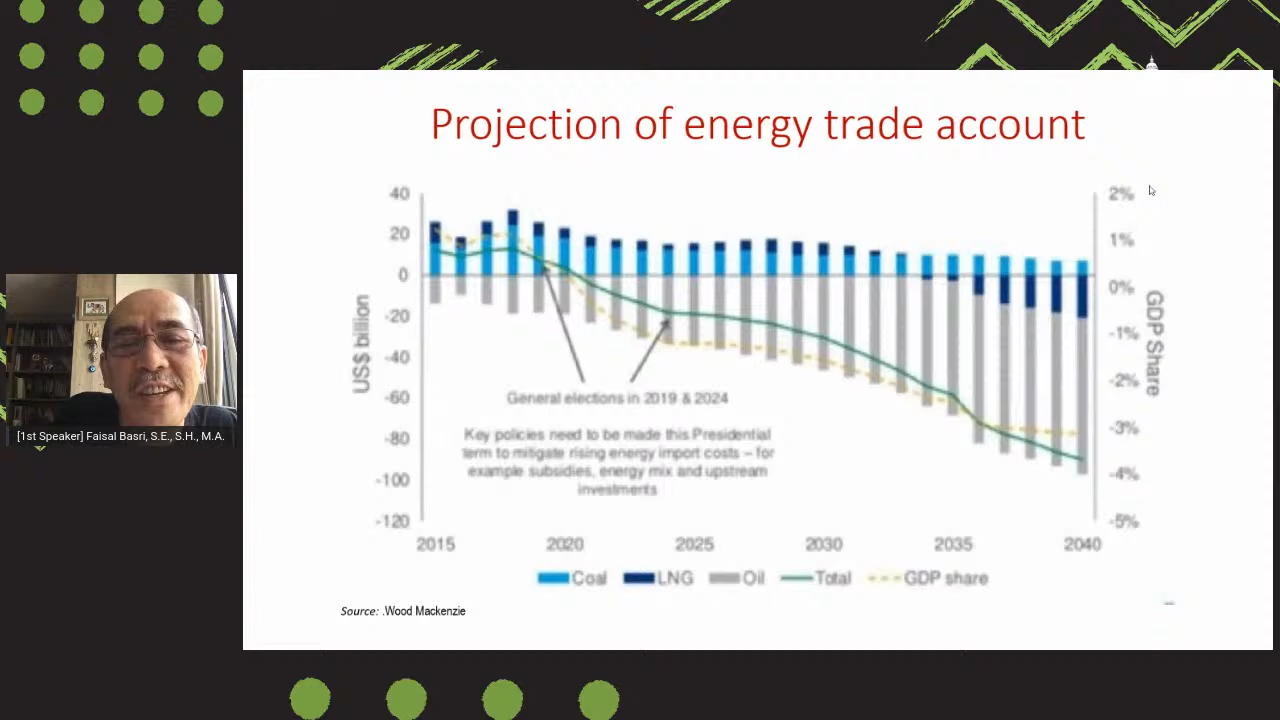 Projection of energy trade account
40
20
0
-20
-40
-60
-80
-100
-120
US$ billion
2%
1%
0%
-1%
-2%
-3%
-4%
-5%
GDP Share
General elections in 2019 & 2024
Key policies need to be made this Presidential
term to mitigate rising energy import costs – for
example subsidies, energy mix and upstream
investments
2015 2020 2025 2030 2035 2040
Coal LNG Oil Total GDP share
Source: .Wood Mackenzie
[1st Speaker] Faisal Basri, S.E., S.H., M.A.